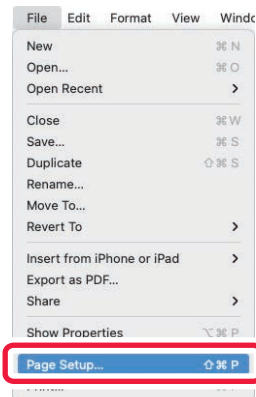 File Edit Format View
New ⌘ N
Open... ⌘ O
Open Recent >
Close ⌘ W
Save... ⌘ S
Duplicate ⇧ ⌘ S
Rename...
Move To...
Revert To >
Insert from iPhone or iPad >
Export as PDF...
Share >
Show Properties ⌥ ⌘ P
Page Setup... ⇧ ⌘ P